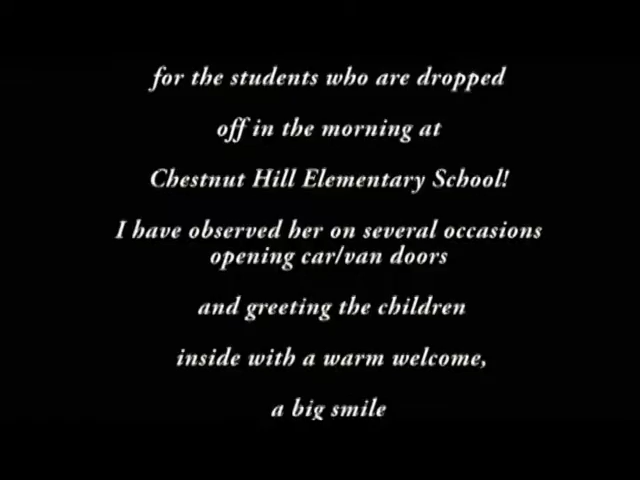 for the students who are dropped
off in the morning at
Chestnut Hill Elementary School!
I have observed her on several occasions
opening car/van doors
and greeting the children
inside with a warm welcome,
a big smile